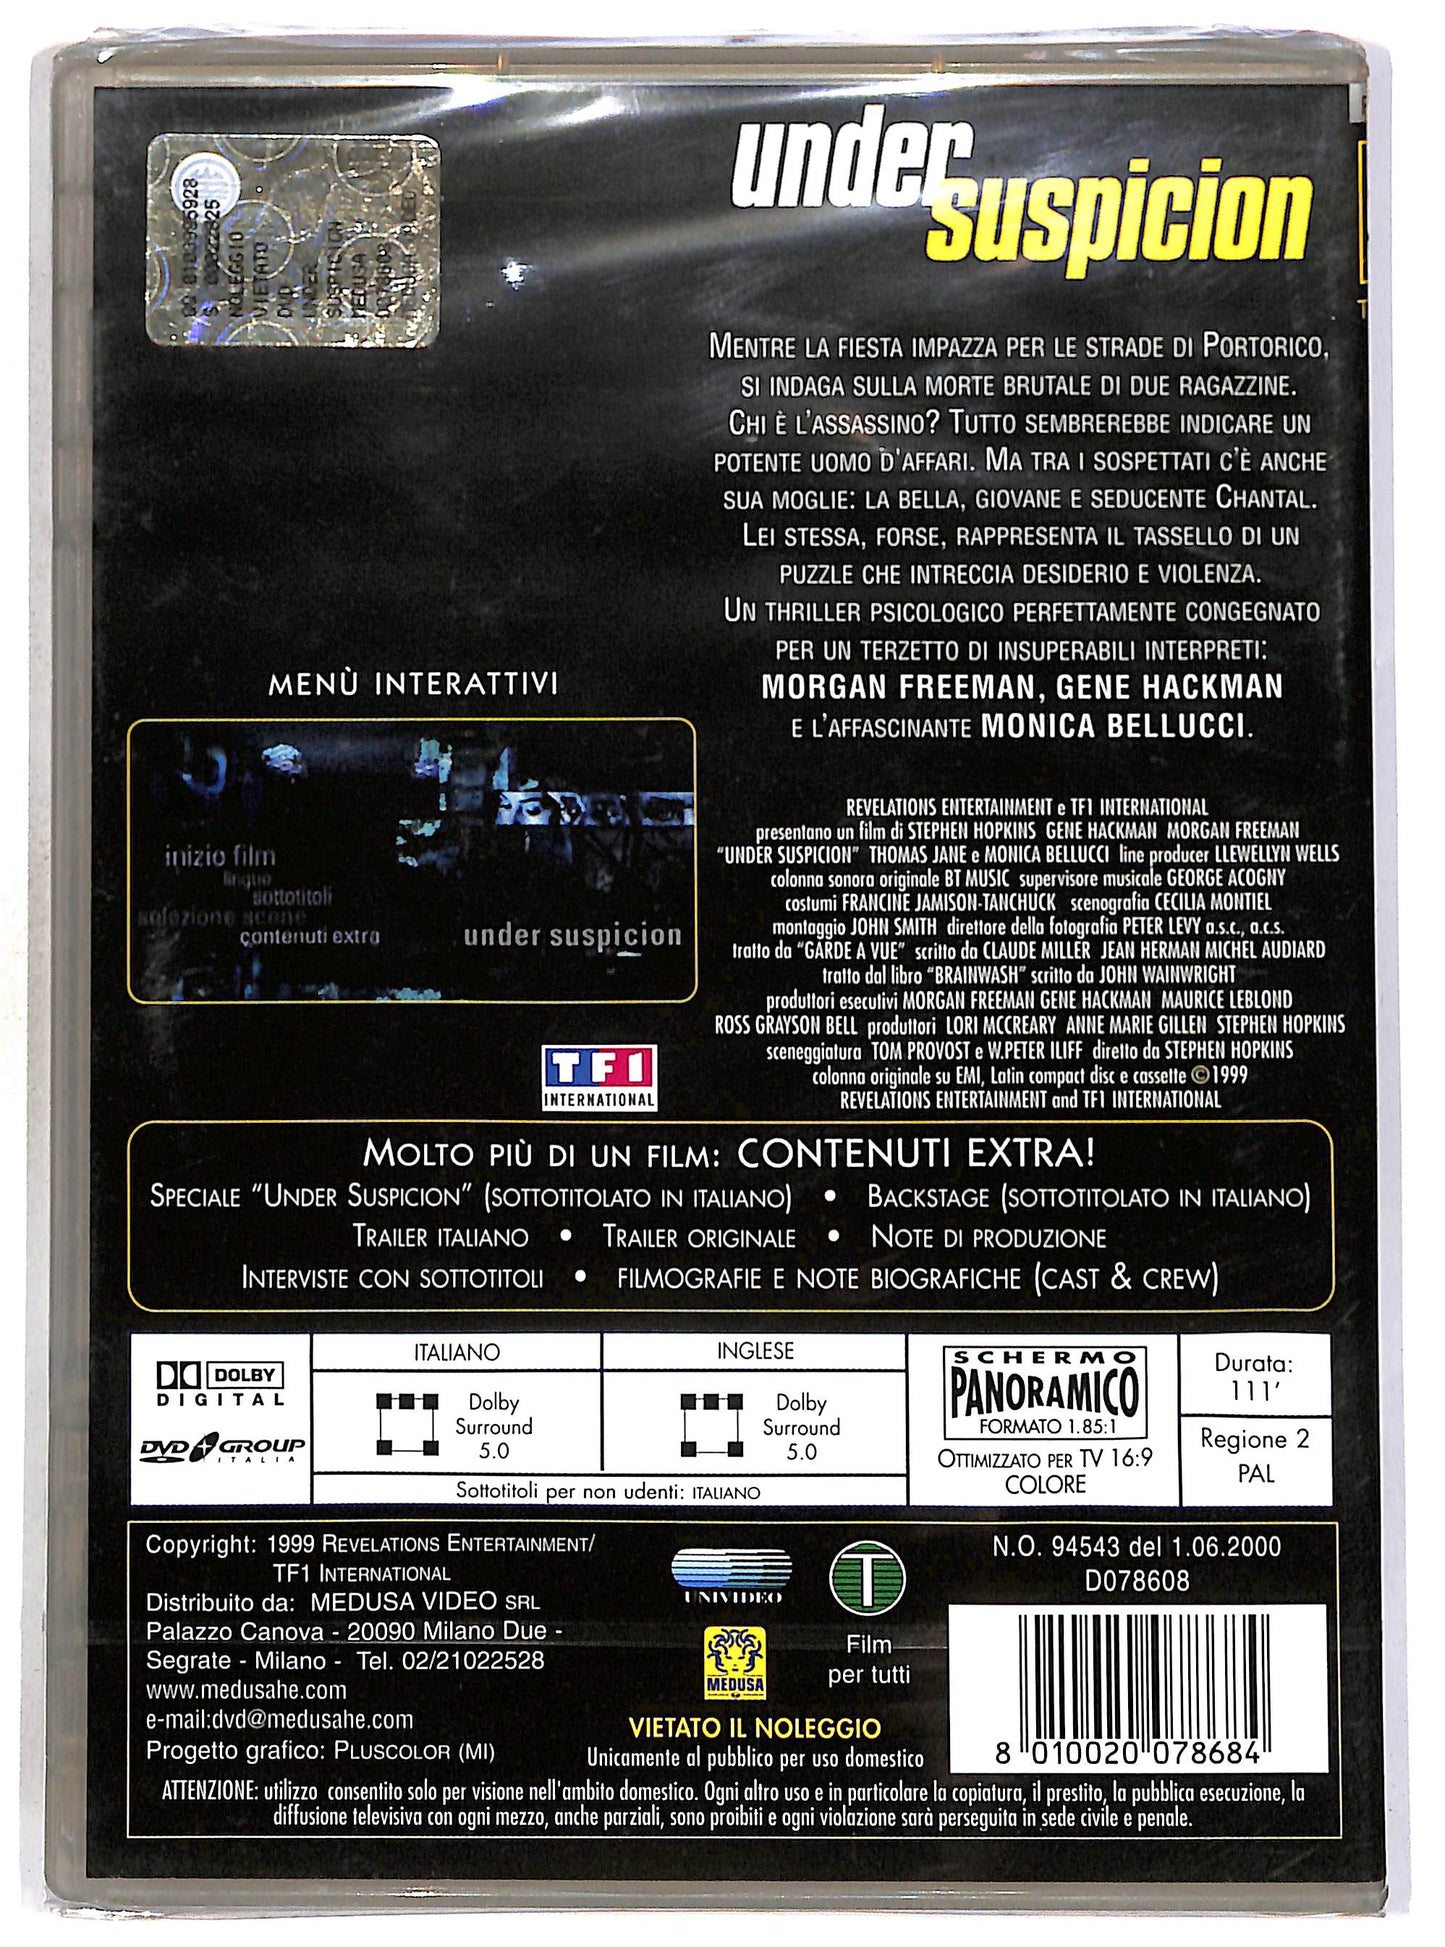 under
suspicion
NOLEGGIO
VIETATO
DVD
UNDER
SUSPICION
MEDUSA
MENTRE LA FIESTA IMPAZZA PER LE STRADE DI PORTORICO,
SI INDAGA SULLA MORTE BRUTALE DI DUE RAGAZZINE.
CHI È L'ASSASSINO? TUTTO SEMBREREBBE INDICARE UN
POTENTE UOMO D'AFFARI. MA TRA I SOSPETTATI C'È ANCHE
SUA MOGLIE: LA BELLA, GIOVANE E SEDUCENTE CHANTAL.
LEI STESSA, FORSE, RAPPRESENTA IL TASSELLO DI UN
PUZZLE CHE INTRECCIA DESIDERIO E VIOLENZA.
UN THRILLER PSICOLOGICO PERFETTAMENTE CONGEGNATO
PER UN TERZETTO DI INSUPERABILI INTERPRETI:
MORGAN FREEMAN, GENE HACKMAN
E L'AFFASCINANTE MONICA BELLUCCI.
MENÙ INTERATTIVI
inizio film
lingue
sottotitoli
selezione scene
contenuti extra
under suspicion
REVELATIONS ENTERTAINMENT e TF1 INTERNATIONAL
presentano un film di STEPHEN HOPKINS GENE HACKMAN MORGAN FREEMAN
"UNDER SUSPICION" THOMAS JANE e MONICA BELLUCCI line producer LLEWELLYN WELLS
colonna sonora originale BT MUSIC supervisore musicale GEORGE ACOGNY
costumi FRANCINE JAMISON-TANCHUCK scenografia CECILIA MONTIEL
montaggio JOHN SMITH direttore della fotografia PETER LEVY a.s.c., a.c.s.
tratto da "GARDE A VUE" scritto da CLAUDE MILLER JEAN HERMAN MICHEL AUDIARD
tratto dal libro "BRAINWASH" scritto da JOHN WAINWRIGHT
produttori esecutivi MORGAN FREEMAN GENE HACKMAN MAURICE LEBLOND
ROSS GRAYSON BELL produttori LORI MCCREARY ANNE MARIE GILLEN STEPHEN HOPKINS
sceneggiatura TOM PROVOST e W.PETER ILIFF diretto da STEPHEN HOPKINS
colonna originale su EMI, Latin compact disc e cassette ©1999
REVELATIONS ENTERTAINMENT and TF1 INTERNATIONAL
TF1
INTERNATIONAL
MOLTO PIÙ DI UN FILM: CONTENUTI EXTRA!
SPECIALE "UNDER SUSPICION" (SOTTOTITOLATO IN ITALIANO) • BACKSTAGE (SOTTOTITOLATO IN ITALIANO)
TRAILER ITALIANO • TRAILER ORIGINALE • NOTE DI PRODUZIONE
INTERVISTE CON SOTTOTITOLI • FILMOGRAFIE E NOTE BIOGRAFICHE (CAST & CREW)
DOLBY
DIGITAL
DVD GROUP
ITALIA
ITALIANO
Dolby
Surround
5.0
INGLESE
Dolby
Surround
5.0
Sottotitoli per non udenti: ITALIANO
SCHERMO
PANORAMICO
FORMATO 1.85:1
OTTIMIZZATO PER TV 16:9
COLORE
Durata:
111'
Regione 2
PAL
Copyright: 1999 REVELATIONS ENTERTAINMENT/
TF1 INTERNATIONAL
Distribuito da: MEDUSA VIDEO SRL
Palazzo Canova - 20090 Milano Due -
Segrate - Milano - Tel. 02/21022528
www.medusahe.com
e-mail:dvd@medusahe.com
Progetto grafico: PLUSCOLOR (MI)
UNIVIDEO
MEDUSA
T
Film
per tutti
VIETATO IL NOLEGGIO
Unicamente al pubblico per uso domestico
N.O. 94543 del 1.06.2000
D078608
8 010020 078684
ATTENZIONE: utilizzo consentito solo per visione nell'ambito domestico. Ogni altro uso e in particolare la copiatura, il prestito, la pubblica esecuzione, la
diffusione televisiva con ogni mezzo, anche parziali, sono proibiti e ogni violazione sarà perseguita in sede civile e penale.